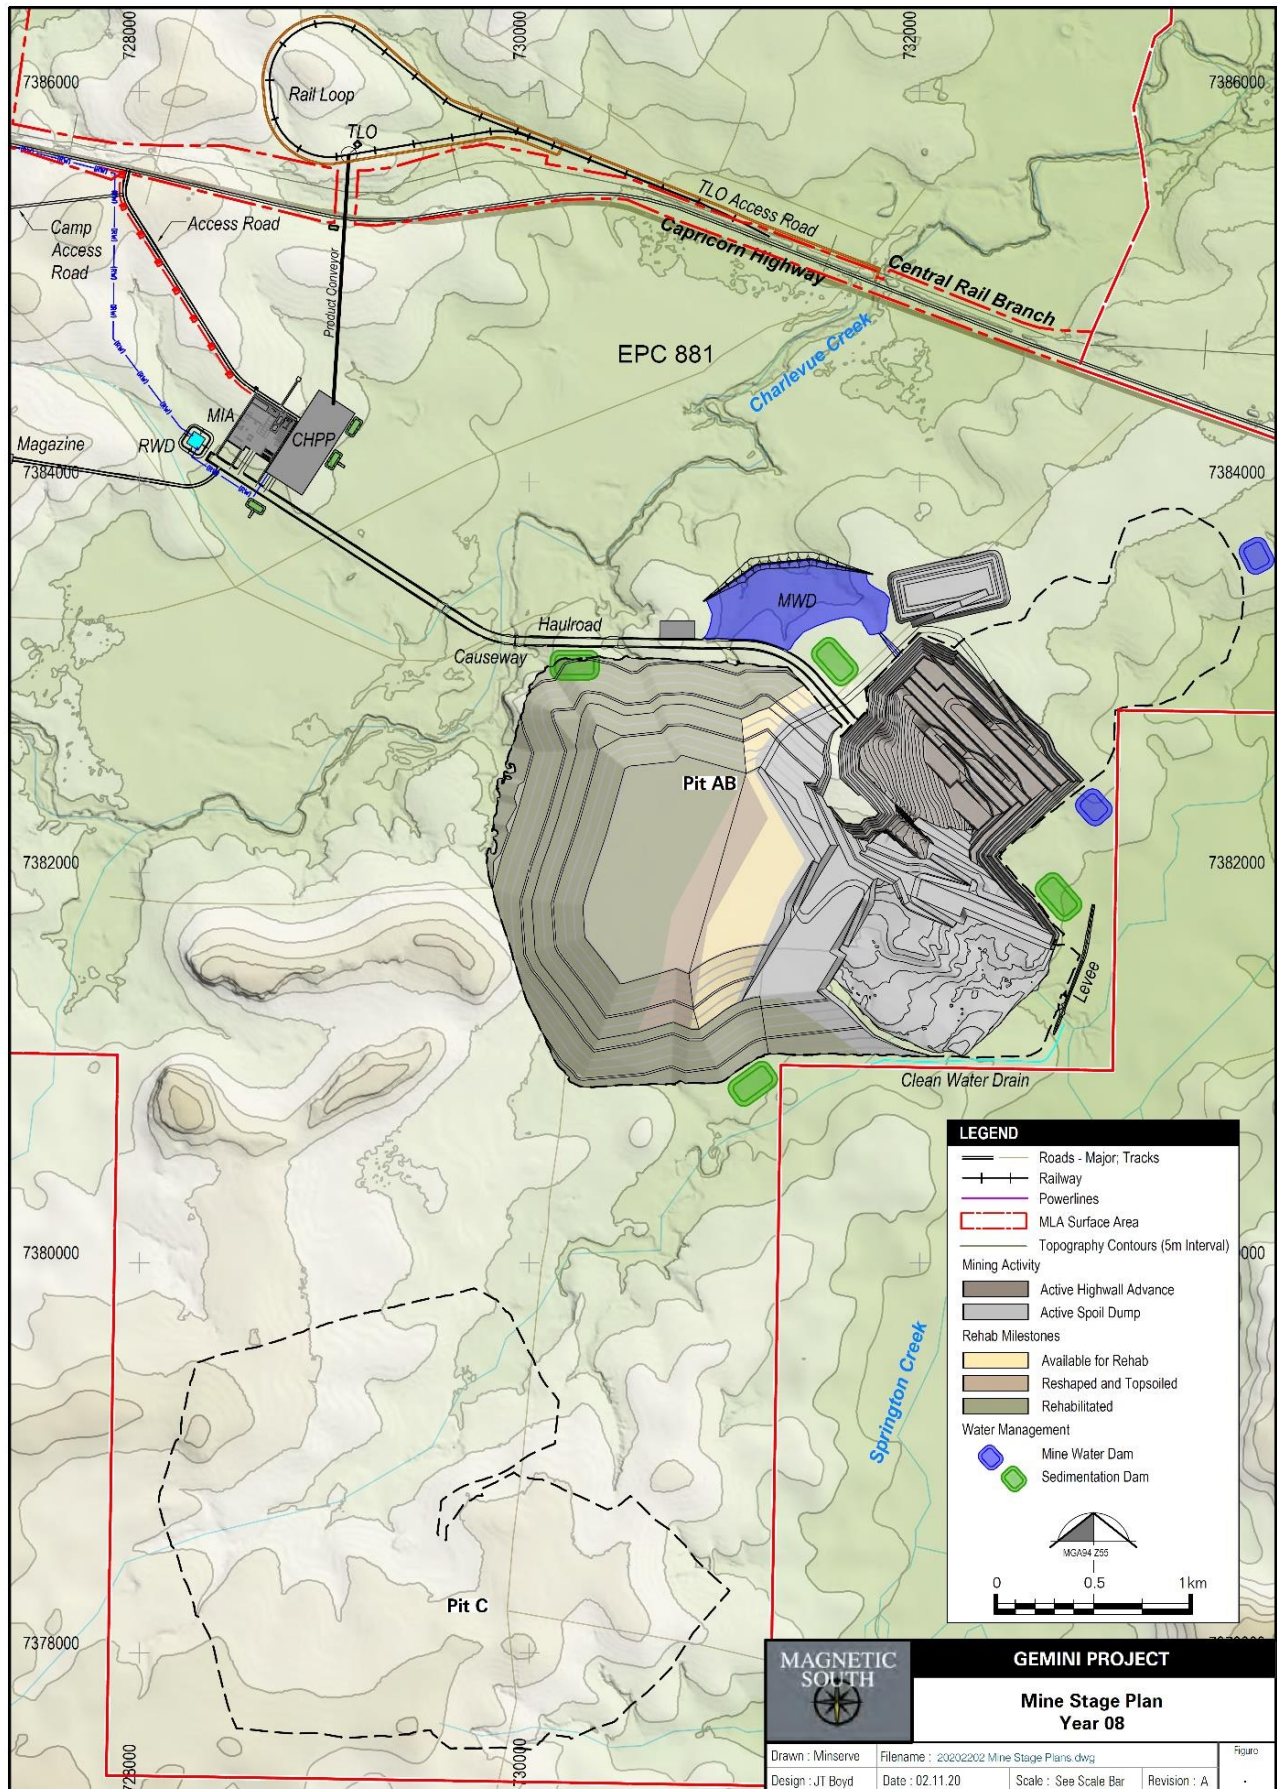 728000
730000
732000
7386000
7386000
Rail Loop
TLO
TLO Access Road
Camp
Access
Road
Access Road
Capricorn Highway
Central Rail Branch
Product Conveyor
EPC 881
Charlevue Creek
MIA
CHPP
RWD
Magazine
7384000
7384000
MWD
Haulroad
Causeway
Pit AB
7382000
7382000
Levee
Clean Water Drain
7380000
Springton Creek
Pit C
7378000
728000
730000
LEGEND
Roads - Major; Tracks
Railway
Powerlines
MLA Surface Area
Topography Contours (5m Interval)
Mining Activity
Active Highwall Advance
Active Spoil Dump
Rehab Milestones
Available for Rehab
Reshaped and Topsoiled
Rehabilitated
Water Management
Mine Water Dam
Sedimentation Dam
MGA94 Z55
0 0.5 1km
MAGNETIC
SOUTH
GEMINI PROJECT
Mine Stage Plan
Year 08
Drawn : Minserve
Filename : 20202202 Mine Stage Plans.dwg
Figure
Design : JT Boyd
Date : 02.11.20
Scale : See Scale Bar
Revision : A